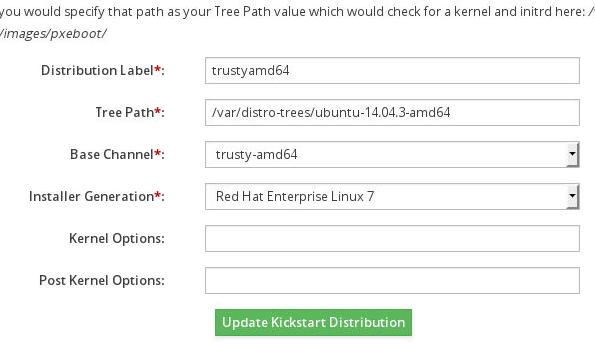 you would specify that path as your Tree Path value which would check for a kernel and initrd here: /
/images/pxeboot/
Distribution Label*: trustyamd64
Tree Path*: /var/distro-trees/ubuntu-14.04.3-amd64
Base Channel*: trusty-amd64
Installer Generation*: Red Hat Enterprise Linux 7
Kernel Options:
Post Kernel Options:
Update Kickstart Distribution